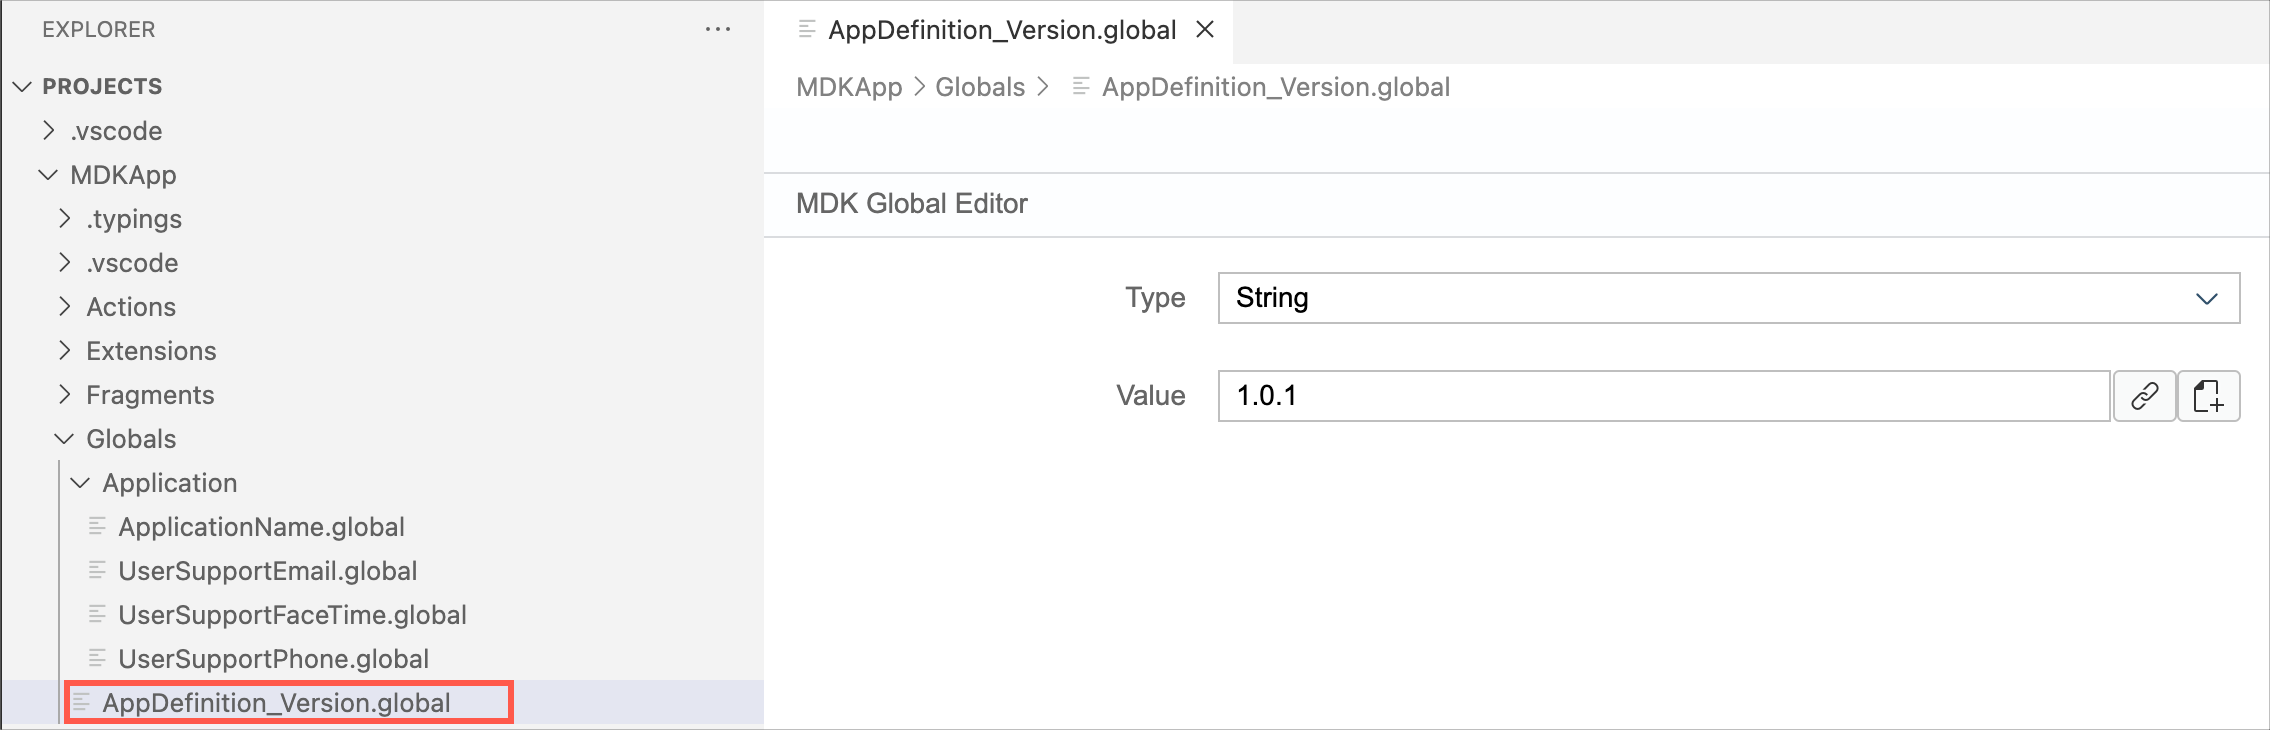 EXPLORER
PROJECTS
.vscode
MDKApp
.typings
.vscode
Actions
Extensions
Fragments
Globals
Application
ApplicationName.global
UserSupportEmail.global
UserSupportFaceTime.global
UserSupportPhone.global
AppDefinition_Version.global
AppDefinition_Version.global
MDKApp > Globals > AppDefinition_Version.global
MDK Global Editor
Type String
Value 1.0.1